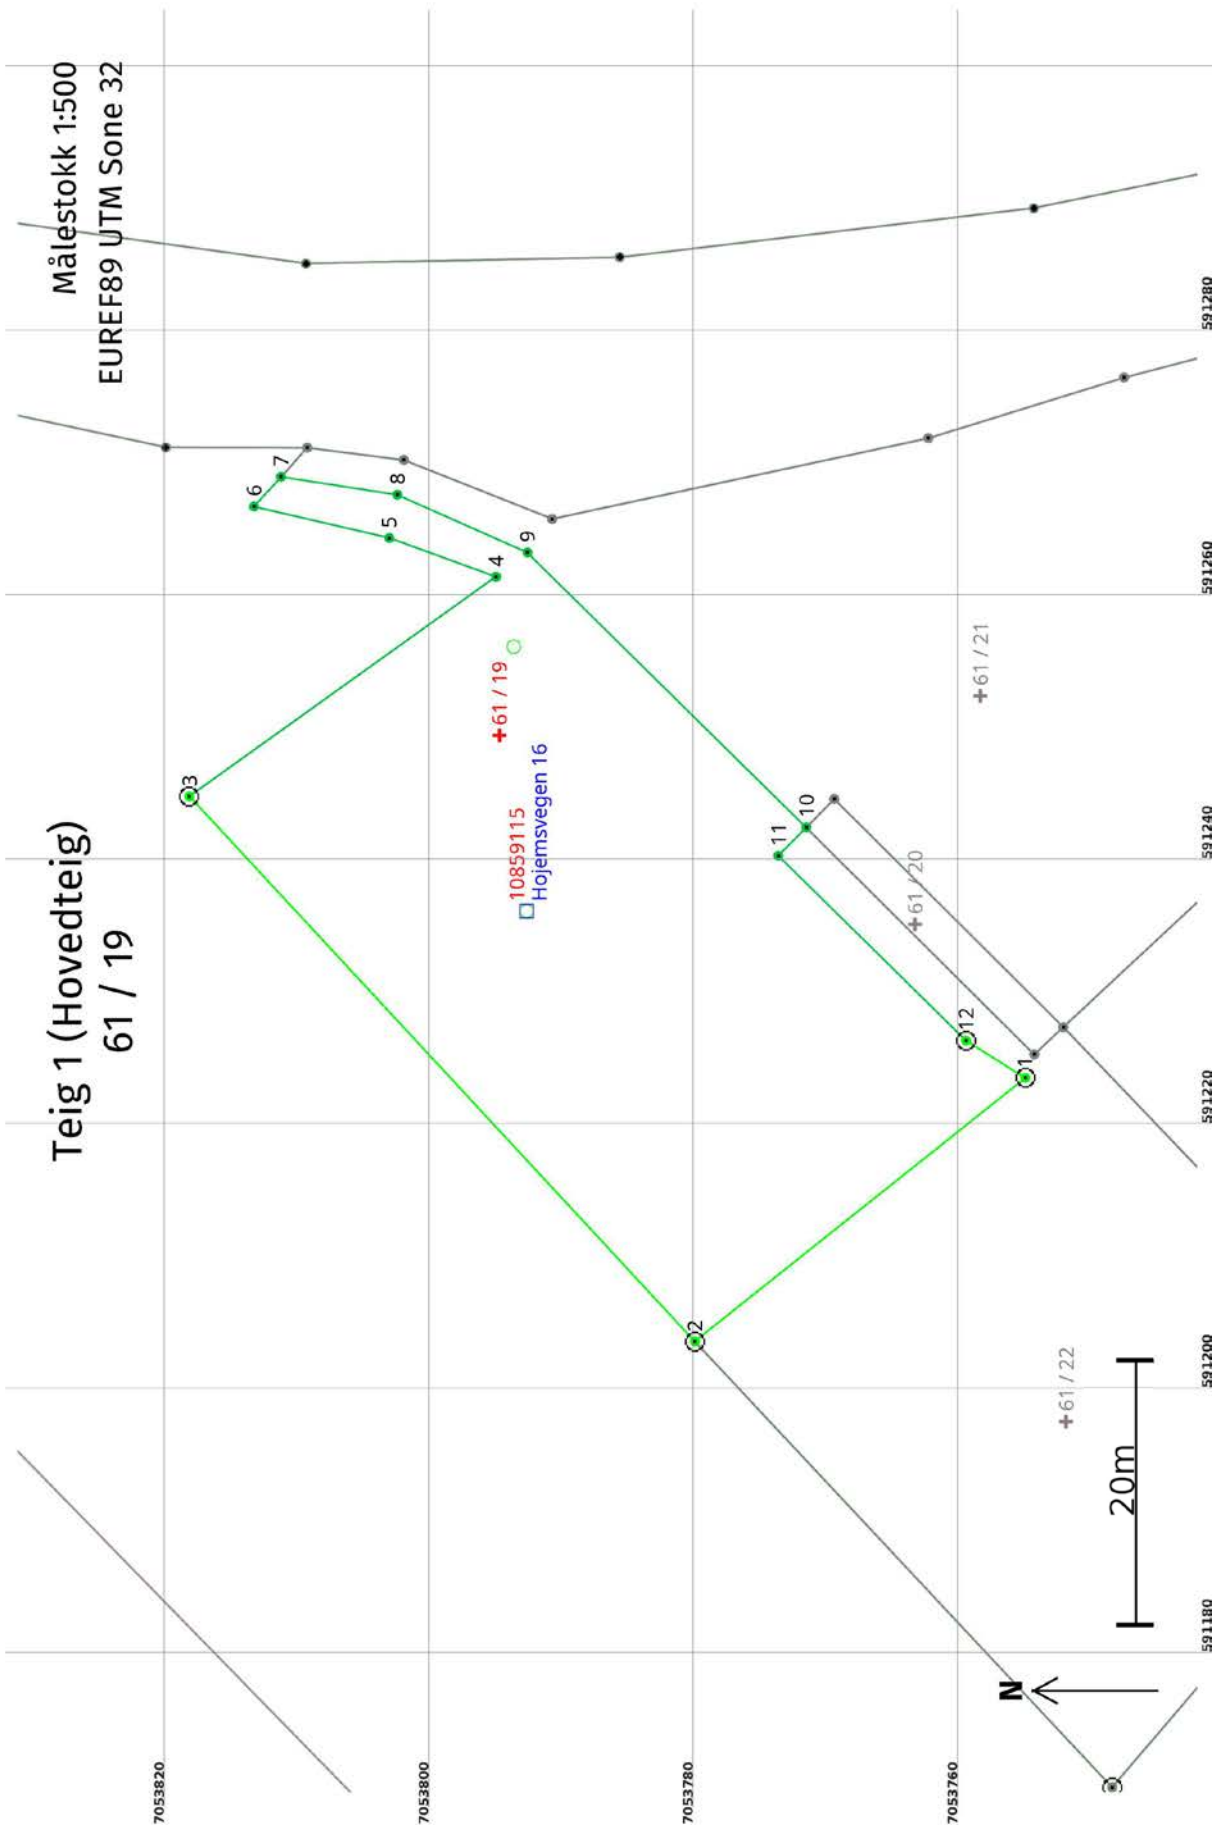 Teig 1 (Hovedteig)
61 / 19
Målestokk 1:500
EUREF89 UTM Sone 32
7053820
7053800
7053780
7053760
3
6
7
5
8
4
9
+61 / 19
10859115
Hojemsvegen 16
11
10
12
1
2
+61 / 20
+61 / 21
+61 / 22
N
20m
591180
591200
591220
591240
591260
591280